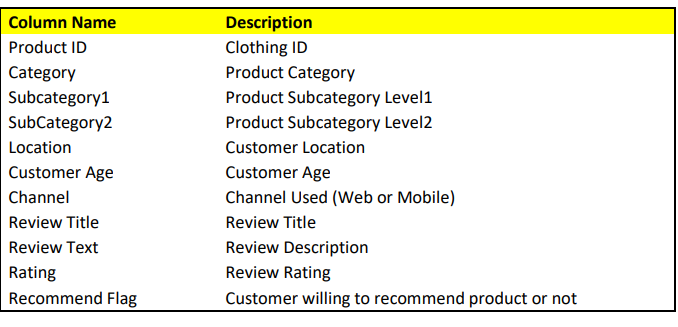 Column Name Description
Product ID Clothing ID
Category Product Category
Subcategory1 Product Subcategory Level1
SubCategory2 Product Subcategory Level2
Location Customer Location
Customer Age Customer Age
Channel Channel Used (Web or Mobile)
Review Title Review Title
Review Text Review Description
Rating Review Rating
Recommend Flag Customer willing to recommend product or not